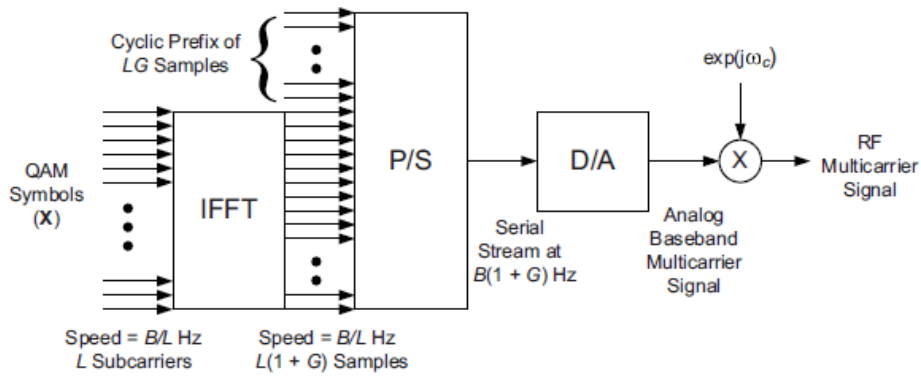 Cyclic Prefix of
LG Samples
QAM
Symbols
(X)
IFFT
P/S
D/A
exp(jω_c)
X
RF
Multicarrier
Signal
Serial
Stream at
B(1 + G) Hz
Analog
Baseband
Multicarrier
Signal
Speed = B/L Hz
L Subcarriers
Speed = B/L Hz
L(1 + G) Samples